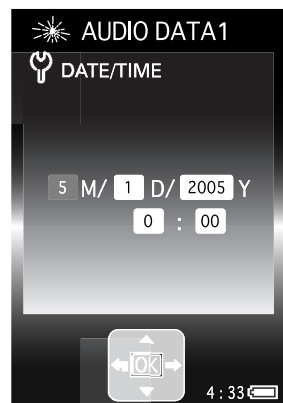 AUDIO DATA1
DATE/TIME
5 M/ 1 D/ 2005 Y
0 : 00
OK
4:33